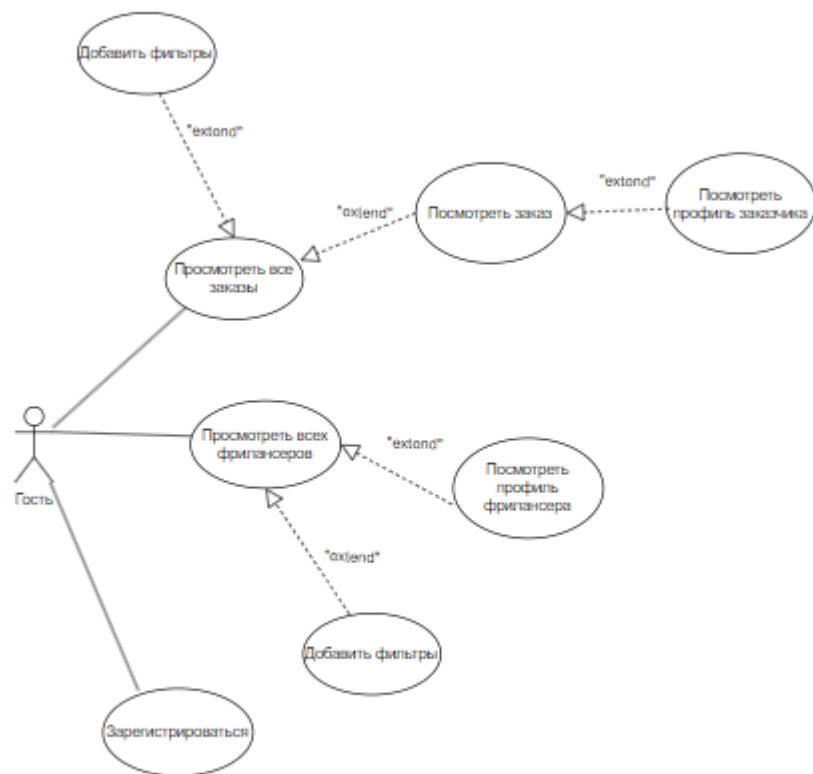 Добавить фильтры
"extend"
"extend"
Посмотреть заказ
"extend"
Посмотреть
профиль заказчика
Просмотреть все
заказы
Просмотреть всех
фрилансеров
"extend"
Посмотреть
профиль
фрилансера
Гость
"extend"
Добавить фильтры
Зарегистрироваться